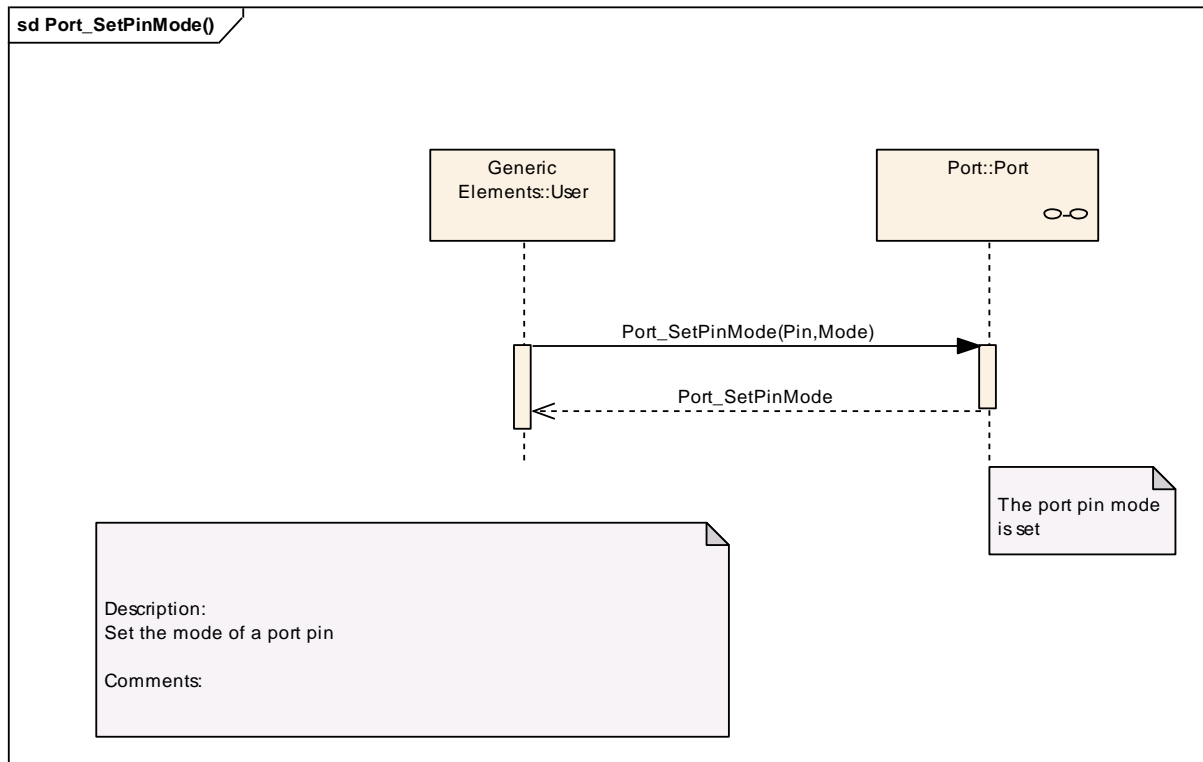 sd Port_SetPinMode()
Generic
Elements::User
Port::Port
Port_SetPinMode(Pin,Mode)
Port_SetPinMode
The port pin mode
is set
Description:
Set the mode of a port pin
Comments: